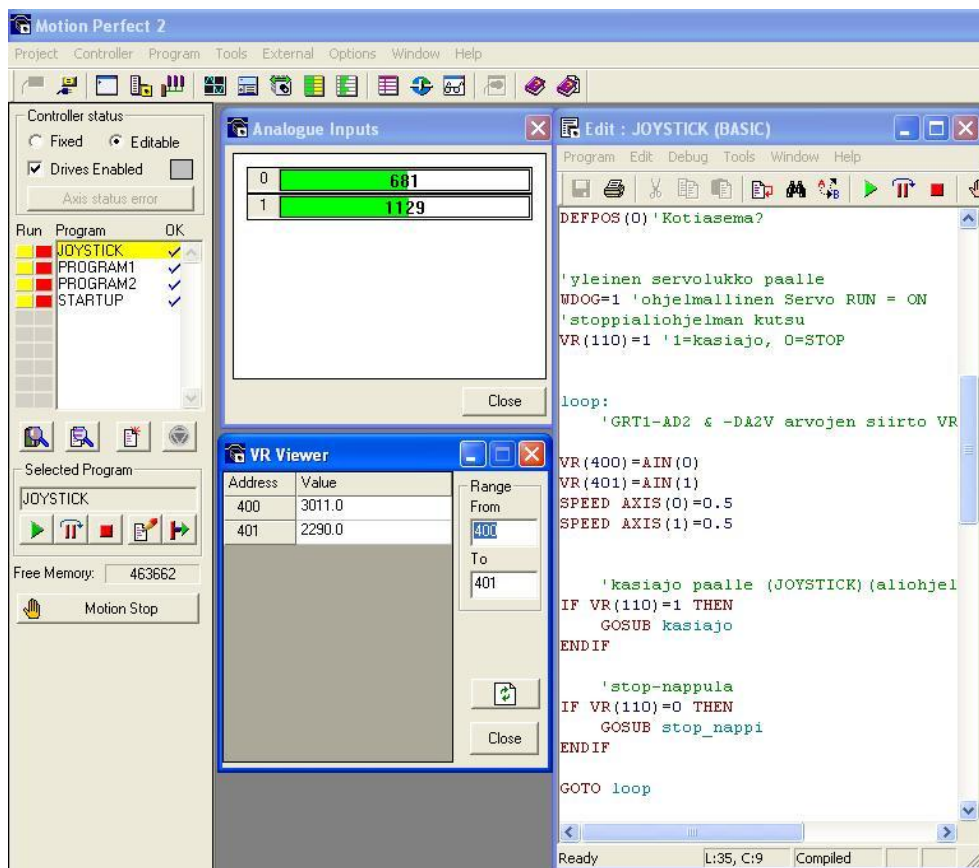 Motion Perfect 2
Project Controller Program Tools External Options Window Help
Controller status
Fixed Editable
Drives Enabled
Axis status error
Run Program OK
JOYSTICK
PROGRAM1
PROGRAM2
STARTUP
Selected Program
JOYSTICK
Free Memory: 463662
Motion Stop
Analogue Inputs
0 681
1 1129
Close
VR Viewer
Address Value
400 3011.0
401 2290.0
Range
From
400
To
401
Close
Edit : JOYSTICK (BASIC)
Program Edit Debug Tools Window Help
DEFPOS(0)'Kotiasema?
'yleinen servolukko paalle
WDOG=1 'ohjelmallinen Servo RUN = ON
'stoppialiohjelman kutsu
VR(110)=1 '1=kasiajo, 0=STOP
loop:
'GRT1-AD2 & -DA2V arvojen siirto VR
VR(400)=AIN(0)
VR(401)=AIN(1)
SPEED AXIS(0)=0.5
SPEED AXIS(1)=0.5
'kasiajo paalle (JOYSTICK)(aliohjel
IF VR(110)=1 THEN
GOSUB kasiajo
ENDIF
'stop-nappula
IF VR(110)=0 THEN
GOSUB stop_nappi
ENDIF
GOTO loop
Ready L:35, C:9 Compiled